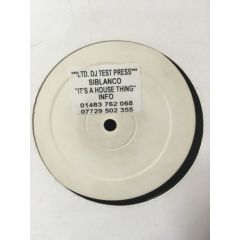 ***LTD. DJ TEST PRESS***
SIBLANCO
"IT'S A HOUSE THING"
INFO
01483 762 068
07729 502 355